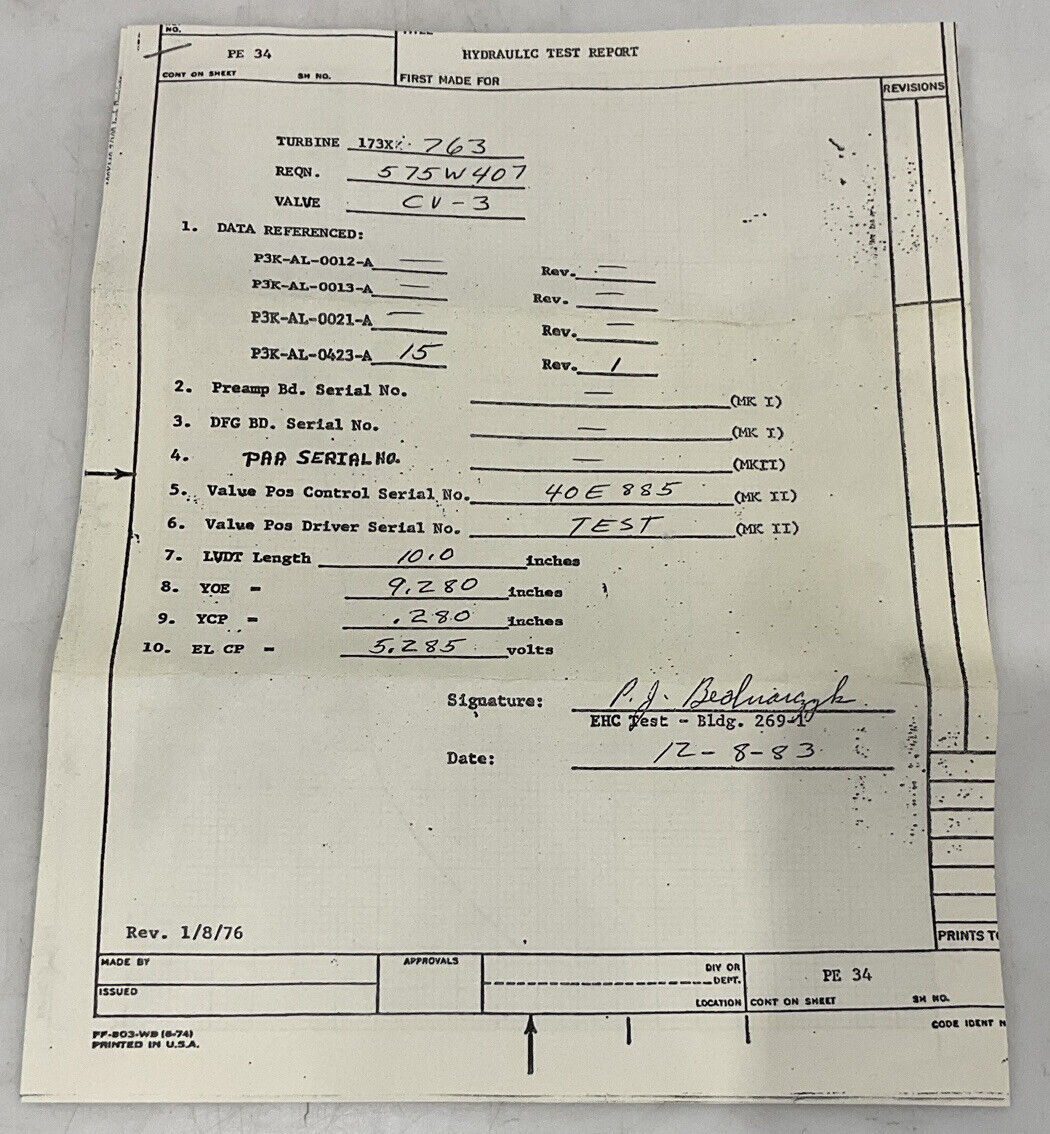 NO.
PE 34
CONT ON SHEET SH NO.
HYDRAULIC TEST REPORT
FIRST MADE FOR
REVISIONS
TURBINE 173X 763
REQN. 575W407
VALVE CV-3
1. DATA REFERENCED:
P3K-AL-0012-A — Rev. —
P3K-AL-0013-A — Rev. —
P3K-AL-0021-A — Rev. —
P3K-AL-0423-A 15 Rev. 1
2. Preamp Bd. Serial No. — (MK I)
3. DFG BD. Serial No. — (MK I)
4. PAA SERIAL NO. — (MKII)
5. Valve Pos Control Serial No. 40E885 (MK II)
6. Valve Pos Driver Serial No. TEST (MK II)
7. LVDT Length 10.0 inches
8. YOE = 9.280 inches
9. YCP = .280 inches
10. EL CP = 5.285 volts
Signature: P.J. Bednarczyk
EHC Test - Bldg. 269-1
Date: 12-8-83
Rev. 1/8/76
PRINTS TO
MADE BY
APPROVALS
DIV OR
DEPT.
PE 34
ISSUED
LOCATION
CONT ON SHEET SH NO.
FF-803-WB (6-74)
PRINTED IN U.S.A.
CODE IDENT N